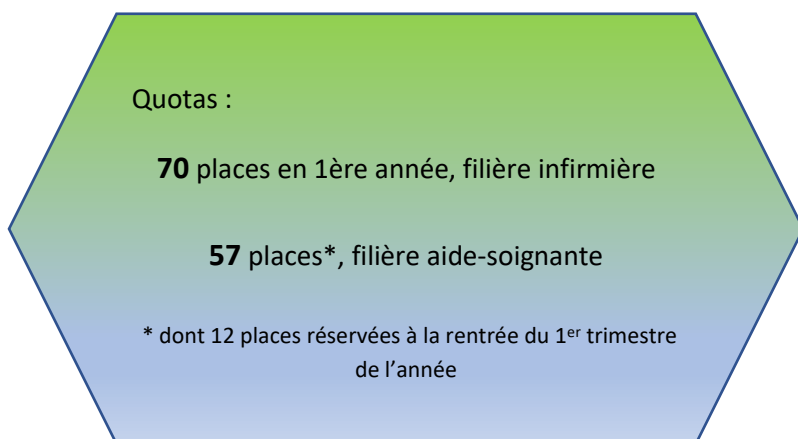 Quotas :
70 places en 1ère année, filière infirmière
57 places*, filière aide-soignante
* dont 12 places réservées à la rentrée du 1er trimestre
de l’année